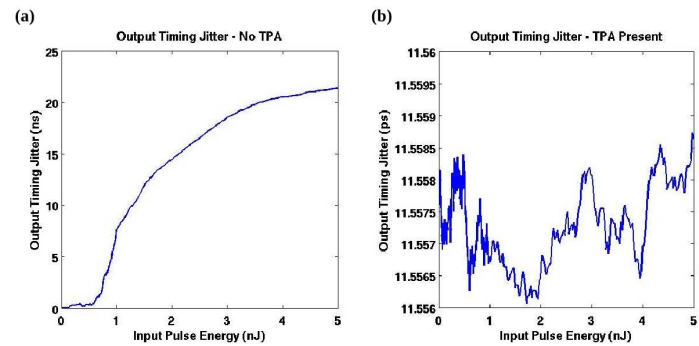 (a)
Output Timing Jitter - No TPA
25
20
15
10
5
0
Output Timing Jitter (ns)
0 1 2 3 4 5
Input Pulse Energy (nJ)
(b)
Output Timing Jitter - TPA Present
11.56
11.5595
11.559
11.5585
11.558
11.5575
11.557
11.5565
11.556
Output Timing Jitter (ps)
0 1 2 3 4 5
Input Pulse Energy (nJ)